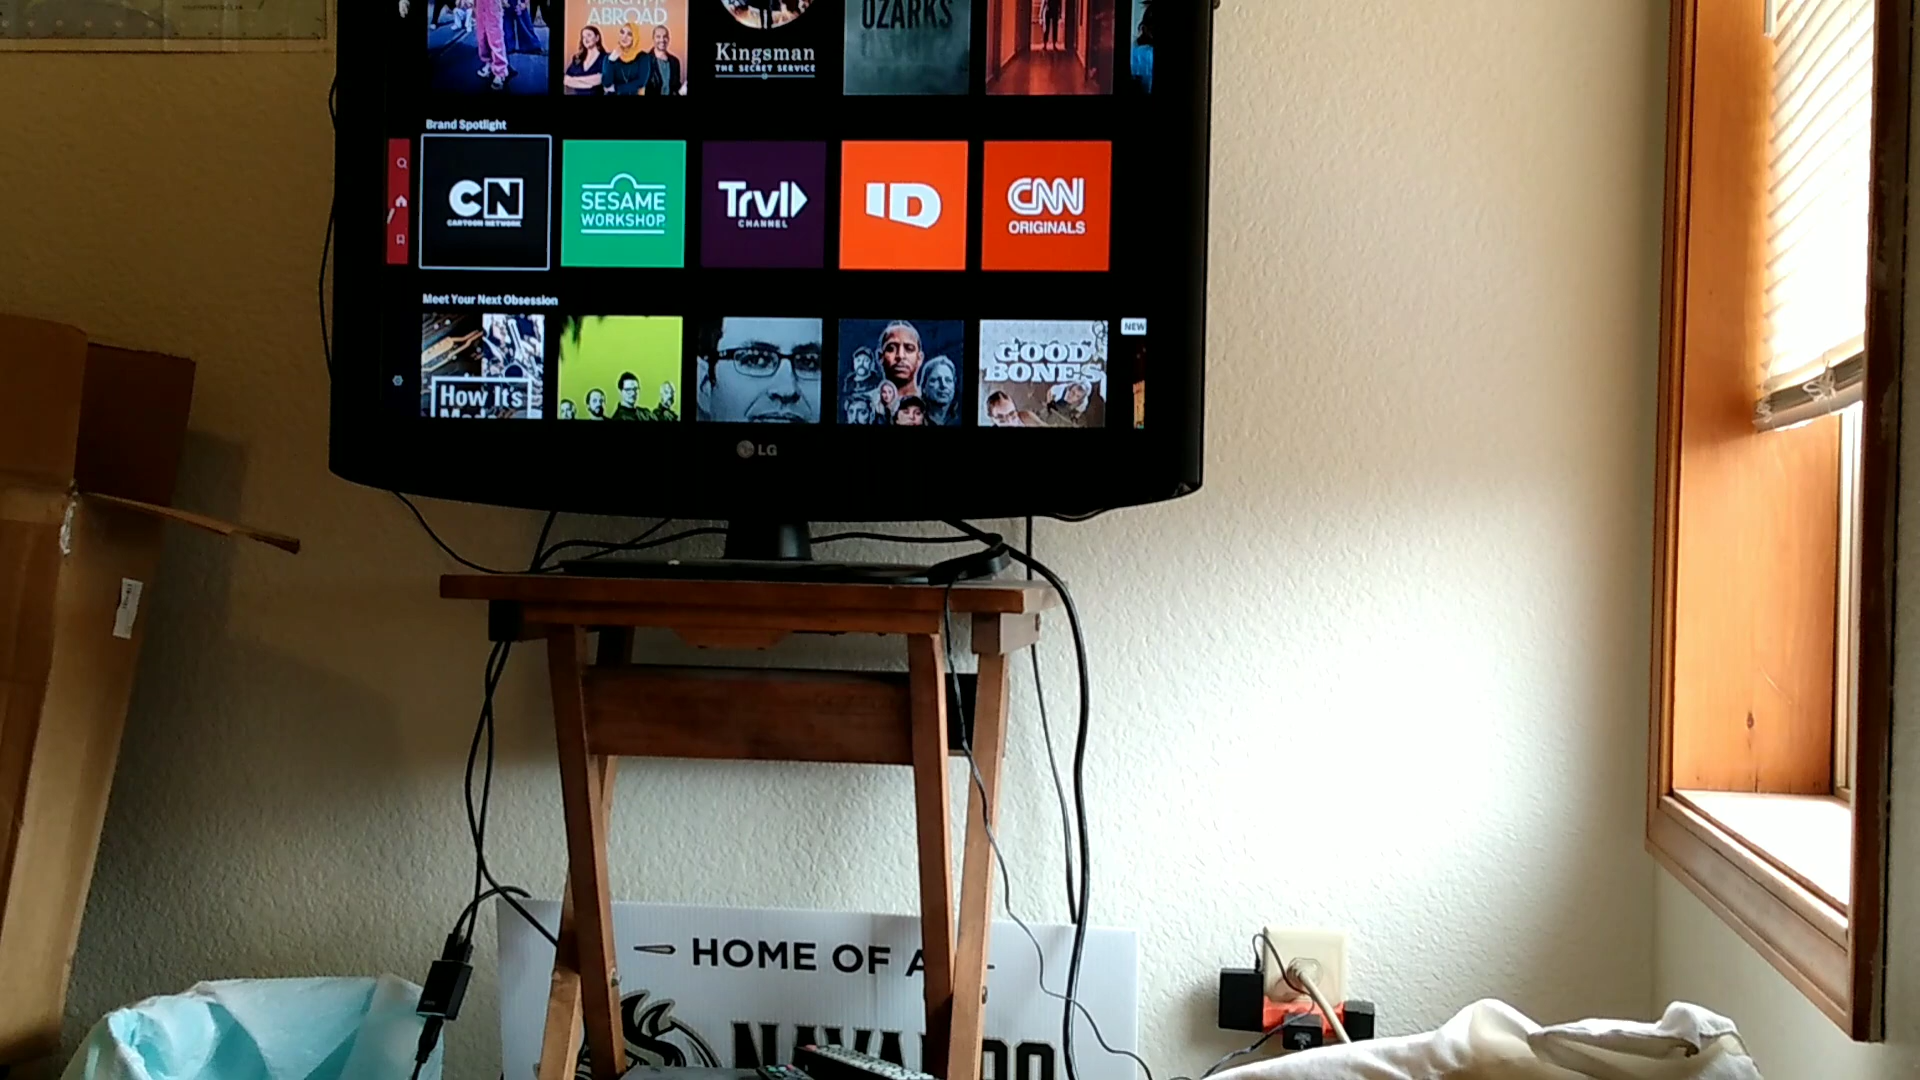 ABROAD
Kingsman
THE SECRET SERVICE
OZARKS
Brand Spotlight
CN
CARTOON NETWORK
SESAME
WORKSHOP
Trvl
CHANNEL
ID
CNN
ORIGINALS
Meet Your Next Obsession
NEW
How It's
GOOD
BONES
LG
HOME OF A